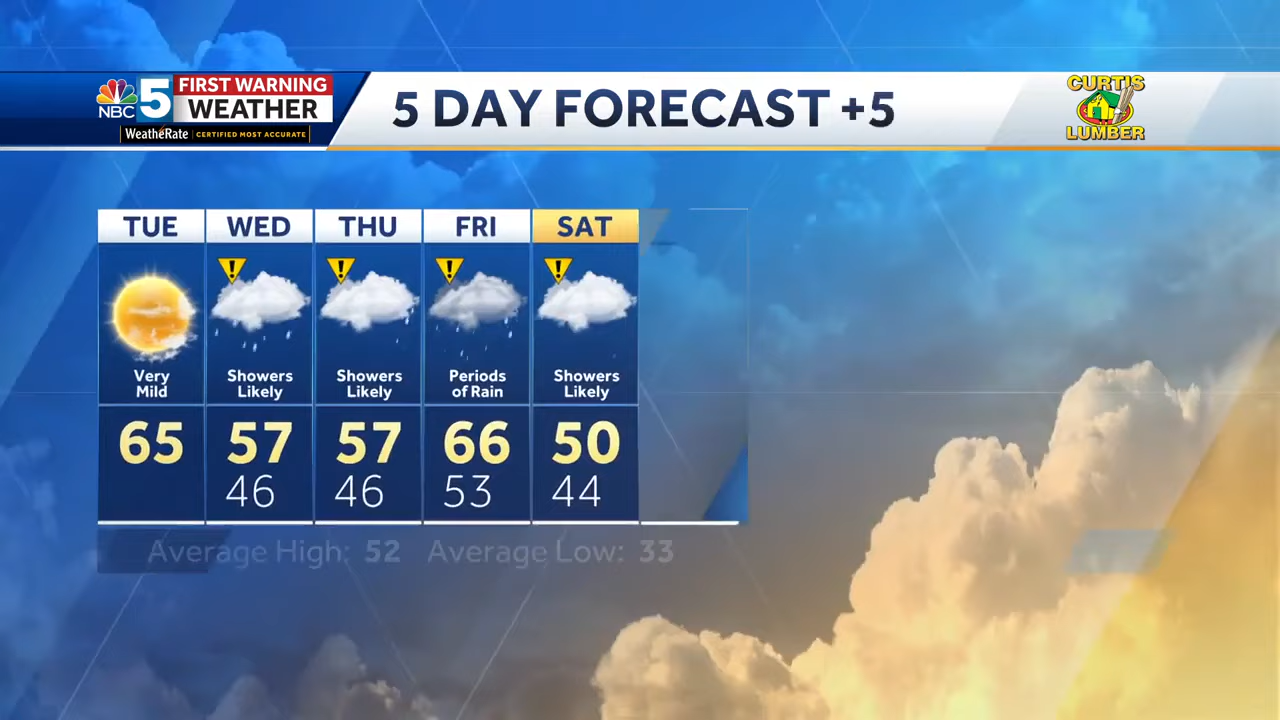 NBC 5 FIRST WARNING
WEATHER
WeatheRate CERTIFIED MOST ACCURATE
5 DAY FORECAST +5
CURTIS
LUMBER
TUE WED THU FRI SAT
! ! ! !
Very Showers Showers Periods Showers
Mild Likely Likely of Rain Likely
65 57 57 66 50
46 46 53 44
Average High: 52 Average Low: 33